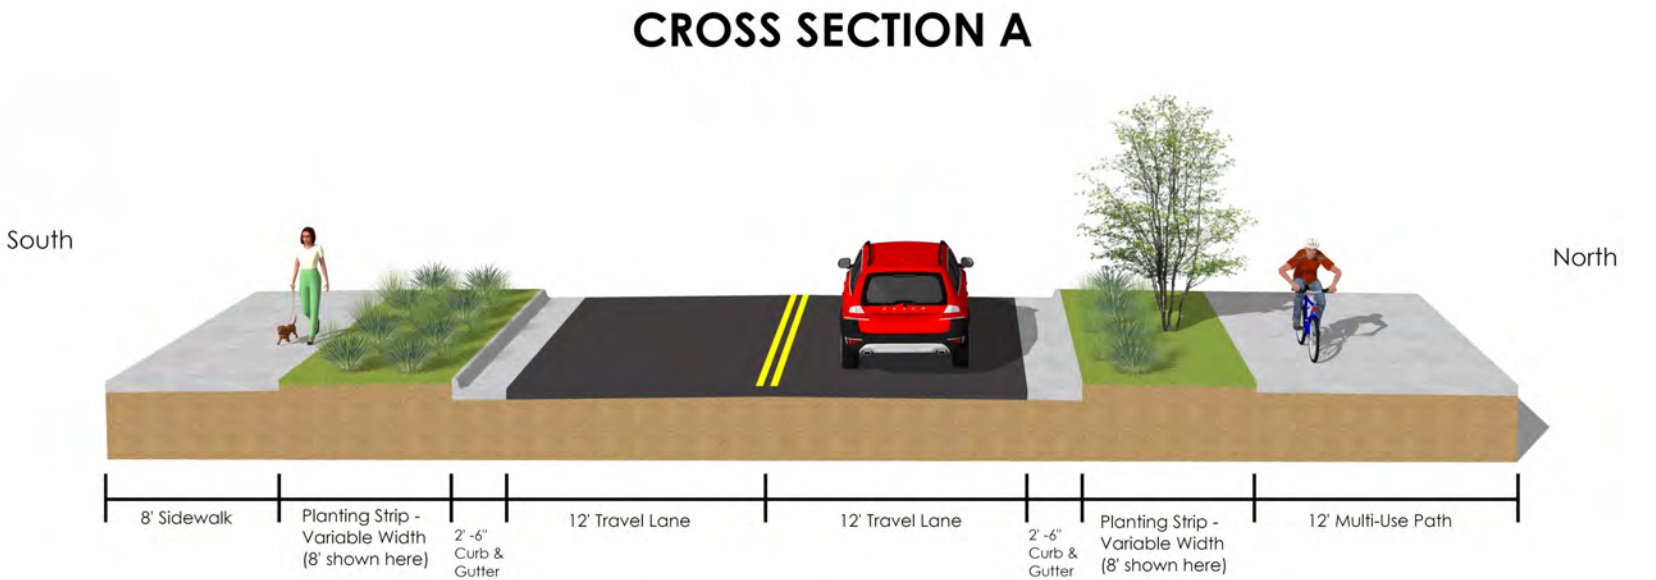 CROSS SECTION A
South
North
8' Sidewalk
Planting Strip -
Variable Width
(8' shown here)
2' -6"
Curb &
Gutter
12' Travel Lane
12' Travel Lane
2' -6"
Curb &
Gutter
Planting Strip -
Variable Width
(8' shown here)
12' Multi-Use Path